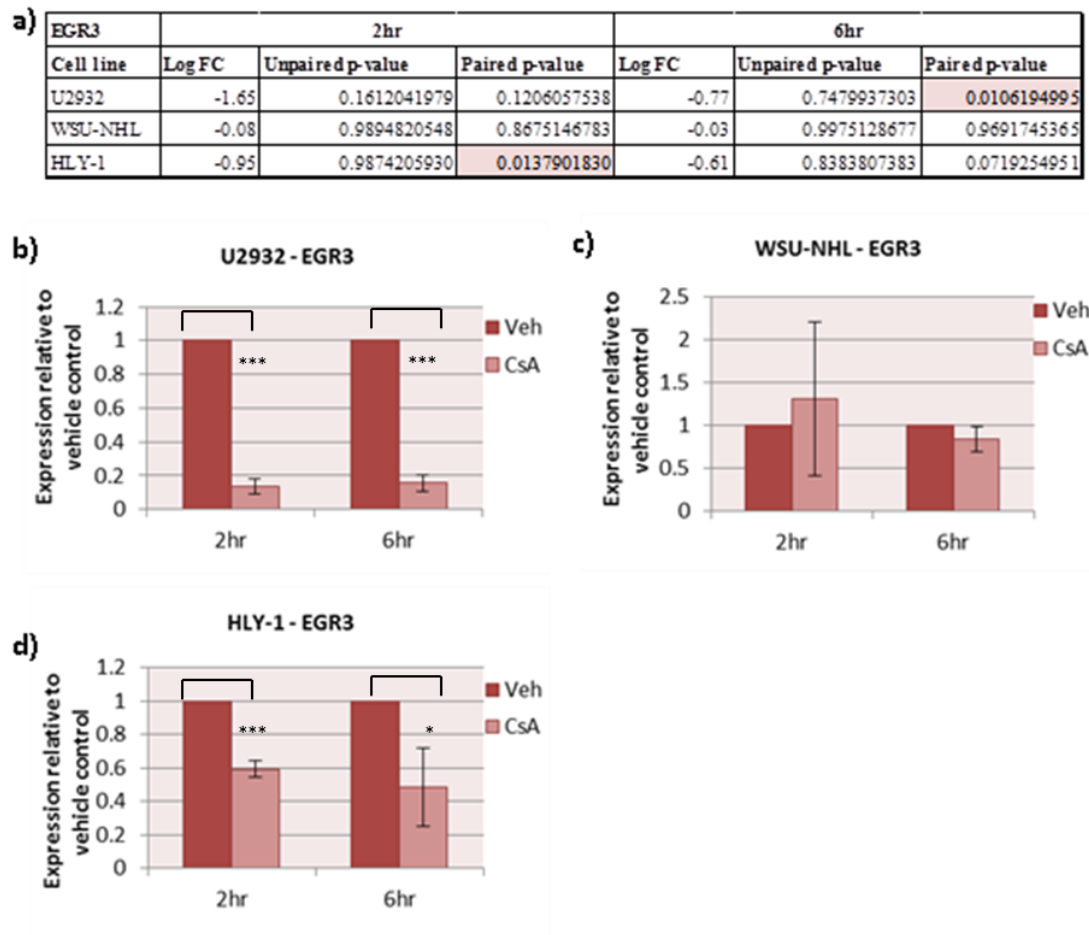 a)
EGR3 2hr 6hr
Cell line Log FC Unpaired p-value Paired p-value Log FC Unpaired p-value Paired p-value
U2932 -1.65 0.1612041979 0.1206057538 -0.77 0.7479937303 0.0106194995
WSU-NHL -0.08 0.9894820548 0.8675146783 -0.03 0.9975128677 0.9691745365
HLY-1 -0.95 0.9874205930 0.0137901830 -0.61 0.8383807383 0.0719254951
b)
U2932 - EGR3
Expression relative to
vehicle control
1.2
1
0.8
0.6
0.4
0.2
0
***
***
2hr 6hr
Veh
CsA
c)
WSU-NHL - EGR3
Expression relative to
vehicle control
2.5
2
1.5
1
0.5
0
2hr 6hr
Veh
CsA
d)
HLY-1 - EGR3
Expression relative to
vehicle control
1.2
1
0.8
0.6
0.4
0.2
0
***
*
2hr 6hr
Veh
CsA